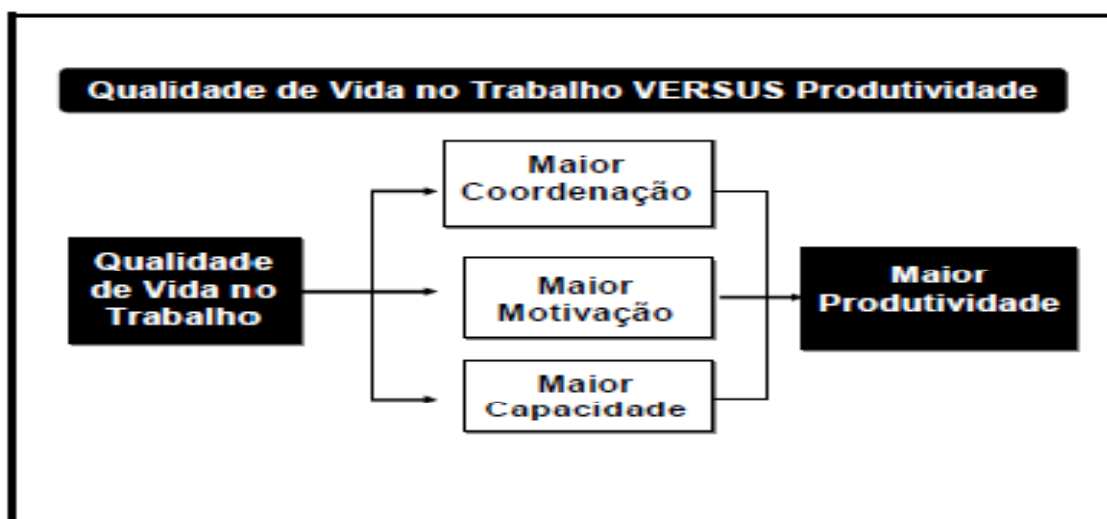 Qualidade de Vida no Trabalho VERSUS Produtividade
Maior
Coordenação
Qualidade
de Vida no
Trabalho
Maior
Motivação
Maior
Produtividade
Maior
Capacidade